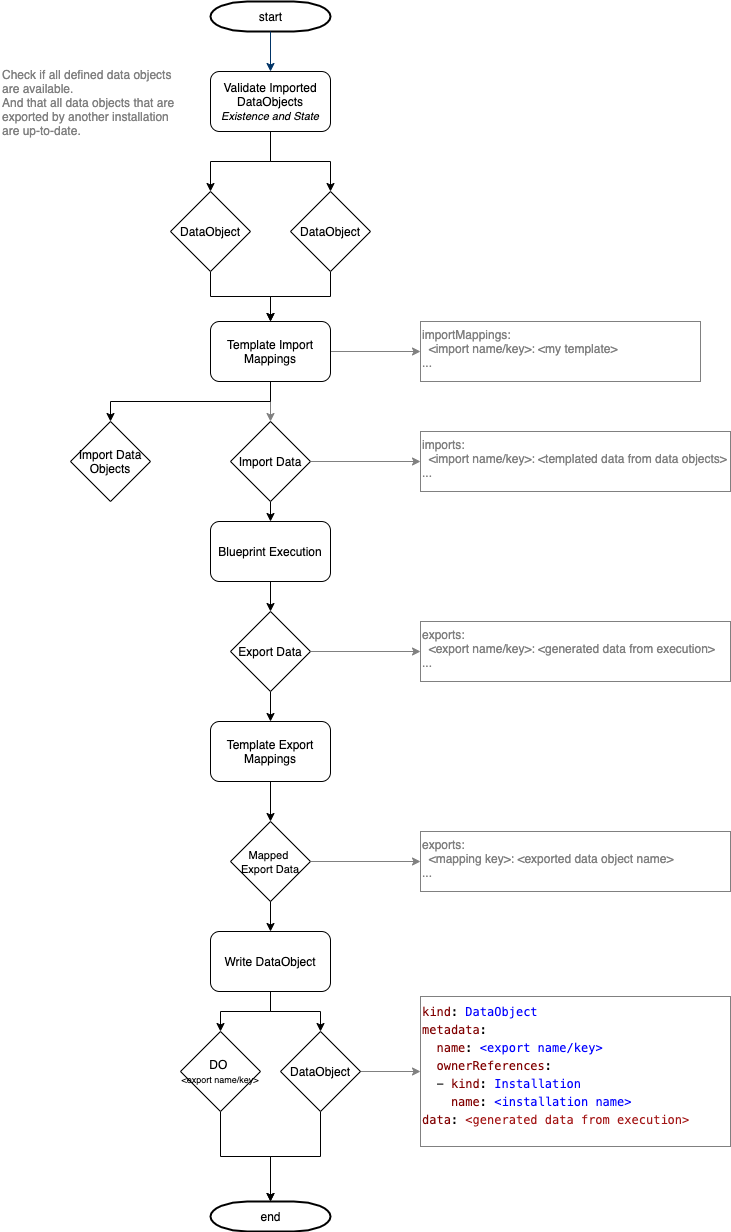 start
Check if all defined data objects
are available.
And that all data objects that are
exported by another installation
are up-to-date.
Validate Imported
DataObjects
Existence and State
DataObject
DataObject
Template Import
Mappings
importMappings:
<import name/key>: <my template>
...
Import Data
Objects
Import Data
imports:
<import name/key>: <templated data from data objects>
...
Blueprint Execution
Export Data
exports:
<export name/key>: <generated data from execution>
...
Template Export
Mappings
Mapped
Export Data
exports:
<mapping key>: <exported data object name>
...
Write DataObject
DO
<export name/key>
DataObject
kind: DataObject
metadata:
name: <export name/key>
ownerReferences:
- kind: Installation
name: <installation name>
data: <generated data from execution>
end